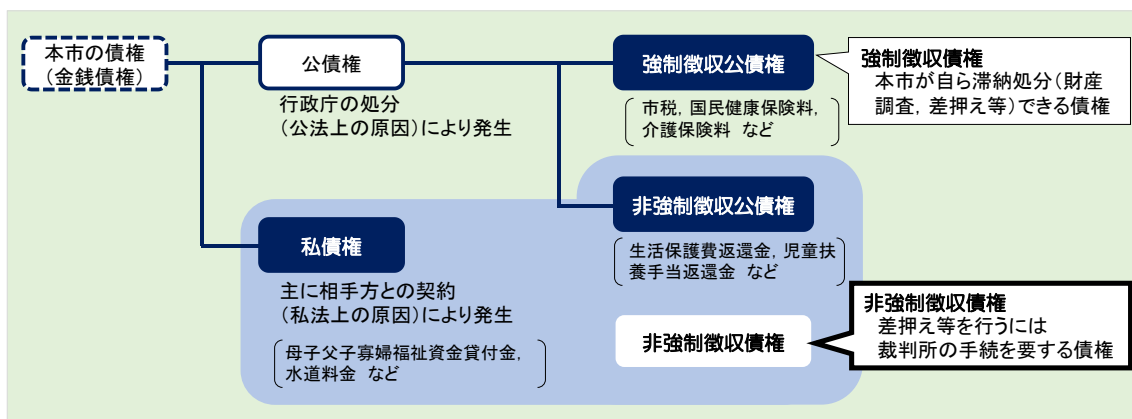 本市の債権
（金銭債権）
公債権
行政庁の処分
（公法上の原因）により発生
強制徴収公債権
市税，国民健康保険料，
介護保険料 など
強制徴収債権
本市が自ら滞納処分（財産
調査，差押え等）できる債権
非強制徴収公債権
生活保護費返還金，児童扶
養手当返還金 など
私債権
主に相手方との契約
（私法上の原因）により発生
母子父子寡婦福祉資金貸付金，
水道料金 など
非強制徴収債権
非強制徴収債権
差押え等を行うには
裁判所の手続を要する債権